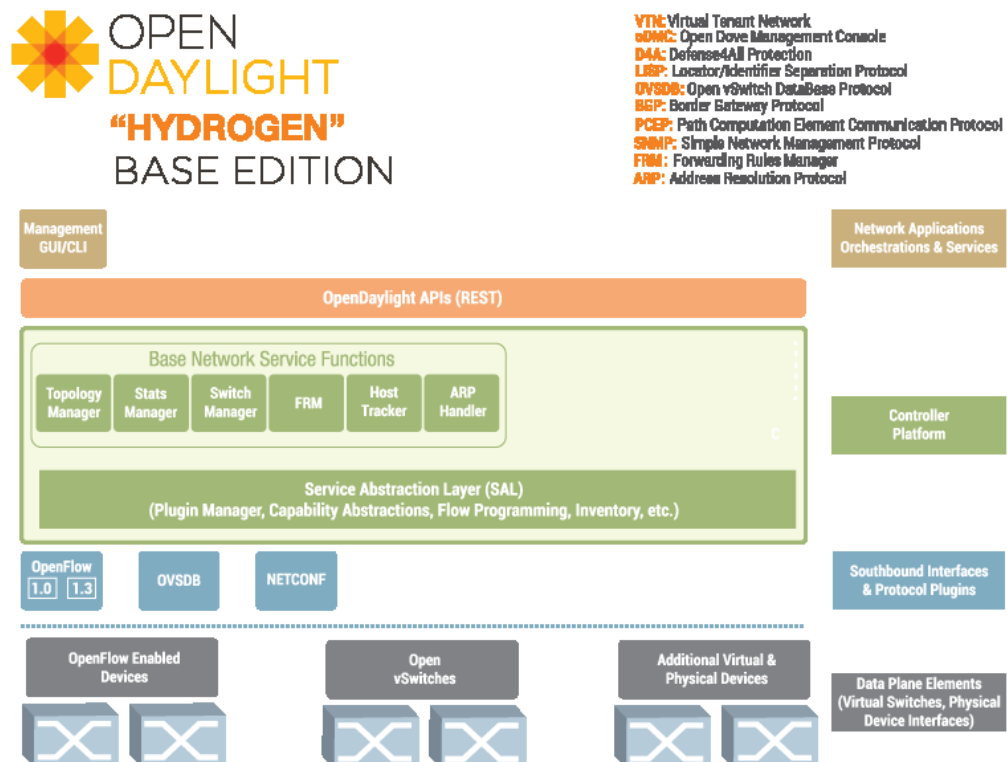 OPEN
DAYLIGHT
“HYDROGEN”
BASE EDITION
VTN: Virtual Tenant Network
oDMC: Open Dove Management Console
D4A: Defense4All Protection
LISP: Locator/Identifier Separation Protocol
OVSDB: Open vSwitch DataBase Protocol
BGP: Border Gateway Protocol
PCEP: Path Computation Element Communication Protocol
SNMP: Simple Network Management Protocol
FRM: Forwarding Rules Manager
ARP: Address Resolution Protocol
Management
GUI/CLI
Network Applications
Orchestrations & Services
OpenDaylight APIs (REST)
Base Network Service Functions
Topology
Manager
Stats
Manager
Switch
Manager
FRM
Host
Tracker
ARP
Handler
C
Controller
Platform
Service Abstraction Layer (SAL)
(Plugin Manager, Capability Abstractions, Flow Programming, Inventory, etc.)
OpenFlow
1.0 1.3
OVSDB
NETCONF
Southbound Interfaces
& Protocol Plugins
OpenFlow Enabled
Devices
Open
vSwitches
Additional Virtual &
Physical Devices
Data Plane Elements
(Virtual Switches, Physical
Device Interfaces)